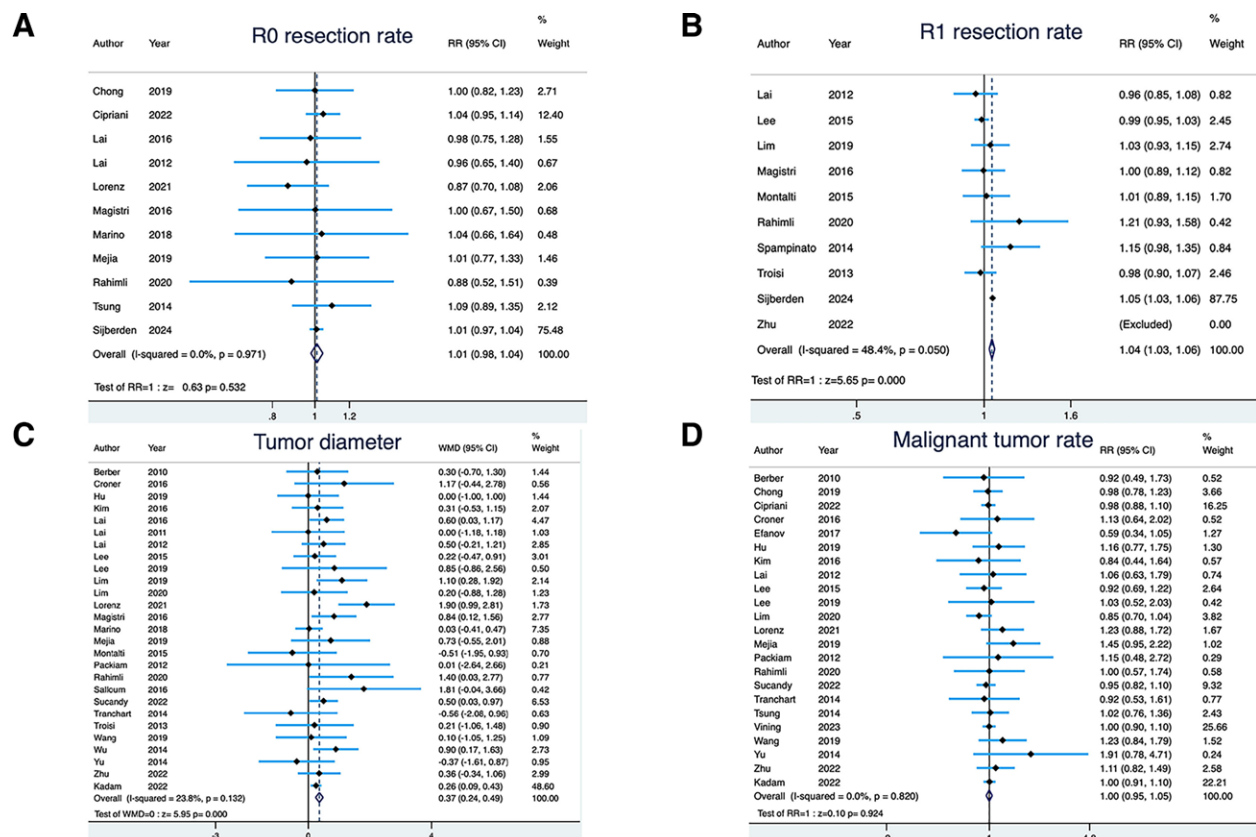 A
R0 resection rate
%
Author Year RR (95% CI) Weight
Chong 2019 1.00 (0.82, 1.23) 2.71
Cipriani 2022 1.04 (0.95, 1.14) 12.40
Lai 2016 0.98 (0.75, 1.28) 1.55
Lai 2012 0.96 (0.65, 1.40) 0.67
Lorenz 2021 0.87 (0.70, 1.08) 2.06
Magistri 2016 1.00 (0.67, 1.50) 0.68
Marino 2018 1.04 (0.66, 1.64) 0.48
Mejia 2019 1.01 (0.77, 1.33) 1.46
Rahimli 2020 0.88 (0.52, 1.51) 0.39
Tsung 2014 1.09 (0.89, 1.35) 2.12
Sijberden 2024 1.01 (0.97, 1.04) 75.48
Overall (I-squared = 0.0%, p = 0.971) 1.01 (0.98, 1.04) 100.00
Test of RR=1 : z= 0.63 p= 0.532
.8 1 1.2
B
R1 resection rate
%
Author Year RR (95% CI) Weight
Lai 2012 0.96 (0.85, 1.08) 0.82
Lee 2015 0.99 (0.95, 1.03) 2.45
Lim 2019 1.03 (0.93, 1.15) 2.74
Magistri 2016 1.00 (0.89, 1.12) 0.82
Montalti 2015 1.01 (0.89, 1.15) 1.70
Rahimli 2020 1.21 (0.93, 1.58) 0.42
Spampinato 2014 1.15 (0.98, 1.35) 0.84
Troisi 2013 0.98 (0.90, 1.07) 2.46
Sijberden 2024 1.05 (1.03, 1.06) 87.75
Zhu 2022 (Excluded) 0.00
Overall (I-squared = 48.4%, p = 0.050) 1.04 (1.03, 1.06) 100.00
Test of RR=1 : z=5.65 p= 0.000
.5 1 1.6
C
Tumor diameter
%
Author Year WMD (95% CI) Weight
Berber 2010 0.30 (-0.70, 1.30) 1.44
Croner 2016 1.17 (-0.44, 2.78) 0.56
Hu 2019 0.00 (-1.00, 1.00) 1.44
Kim 2016 0.31 (-0.53, 1.15) 2.07
Lai 2016 0.60 (0.03, 1.17) 4.47
Lai 2011 0.00 (-1.18, 1.18) 1.03
Lai 2012 0.50 (-0.21, 1.21) 2.85
Lee 2015 0.22 (-0.47, 0.91) 3.01
Lee 2019 0.85 (-0.86, 2.56) 0.50
Lim 2019 1.10 (0.28, 1.92) 2.14
Lim 2020 0.20 (-0.88, 1.28) 1.23
Lorenz 2021 1.90 (0.99, 2.81) 1.73
Magistri 2016 0.84 (0.12, 1.56) 2.77
Marino 2018 0.03 (-0.41, 0.47) 7.35
Mejia 2019 0.73 (-0.55, 2.01) 0.88
Montalti 2015 -0.51 (-1.95, 0.93) 0.70
Packiam 2012 0.01 (-2.64, 2.66) 0.21
Rahimli 2020 1.40 (0.03, 2.77) 0.77
Salloum 2016 1.81 (-0.04, 3.66) 0.42
Sucandy 2022 0.50 (0.03, 0.97) 6.53
Tranchart 2014 -0.56 (-2.08, 0.96) 0.63
Troisi 2013 0.21 (-1.06, 1.48) 0.90
Wang 2019 0.10 (-1.05, 1.25) 1.09
Wu 2014 0.90 (0.17, 1.63) 2.73
Yu 2014 -0.37 (-1.61, 0.87) 0.95
Zhu 2022 0.36 (-0.34, 1.06) 2.99
Kadam 2022 0.26 (0.09, 0.43) 48.60
Overall (I-squared = 23.8%, p = 0.132) 0.37 (0.24, 0.49) 100.00
Test of WMD=0 : z= 5.95 p= 0.000
D
Malignant tumor rate
%
Author Year RR (95% CI) Weight
Berber 2010 0.92 (0.49, 1.73) 0.52
Chong 2019 0.98 (0.78, 1.23) 3.66
Cipriani 2022 0.98 (0.88, 1.10) 16.25
Croner 2016 1.13 (0.64, 2.02) 0.52
Efanov 2017 0.59 (0.34, 1.05) 1.27
Hu 2019 1.16 (0.77, 1.75) 1.30
Kim 2016 0.84 (0.44, 1.64) 0.57
Lai 2012 1.06 (0.63, 1.79) 0.74
Lee 2015 0.92 (0.69, 1.22) 2.64
Lee 2019 1.03 (0.52, 2.03) 0.42
Lim 2020 0.85 (0.70, 1.04) 3.82
Lorenz 2021 1.23 (0.88, 1.72) 1.67
Mejia 2019 1.45 (0.95, 2.22) 1.02
Packiam 2012 1.15 (0.48, 2.72) 0.29
Rahimli 2020 1.00 (0.57, 1.74) 0.58
Sucandy 2022 0.95 (0.82, 1.10) 9.32
Tranchart 2014 0.92 (0.53, 1.61) 0.77
Tsung 2014 1.02 (0.76, 1.36) 2.43
Vining 2023 1.00 (0.90, 1.10) 25.66
Wang 2019 1.23 (0.84, 1.79) 1.52
Yu 2014 1.91 (0.78, 4.71) 0.24
Zhu 2022 1.11 (0.82, 1.49) 2.58
Kadam 2022 1.00 (0.91, 1.10) 22.21
Overall (I-squared = 0.0%, p = 0.820) 1.00 (0.95, 1.05) 100.00
Test of RR=1 : z=0.10 p= 0.924